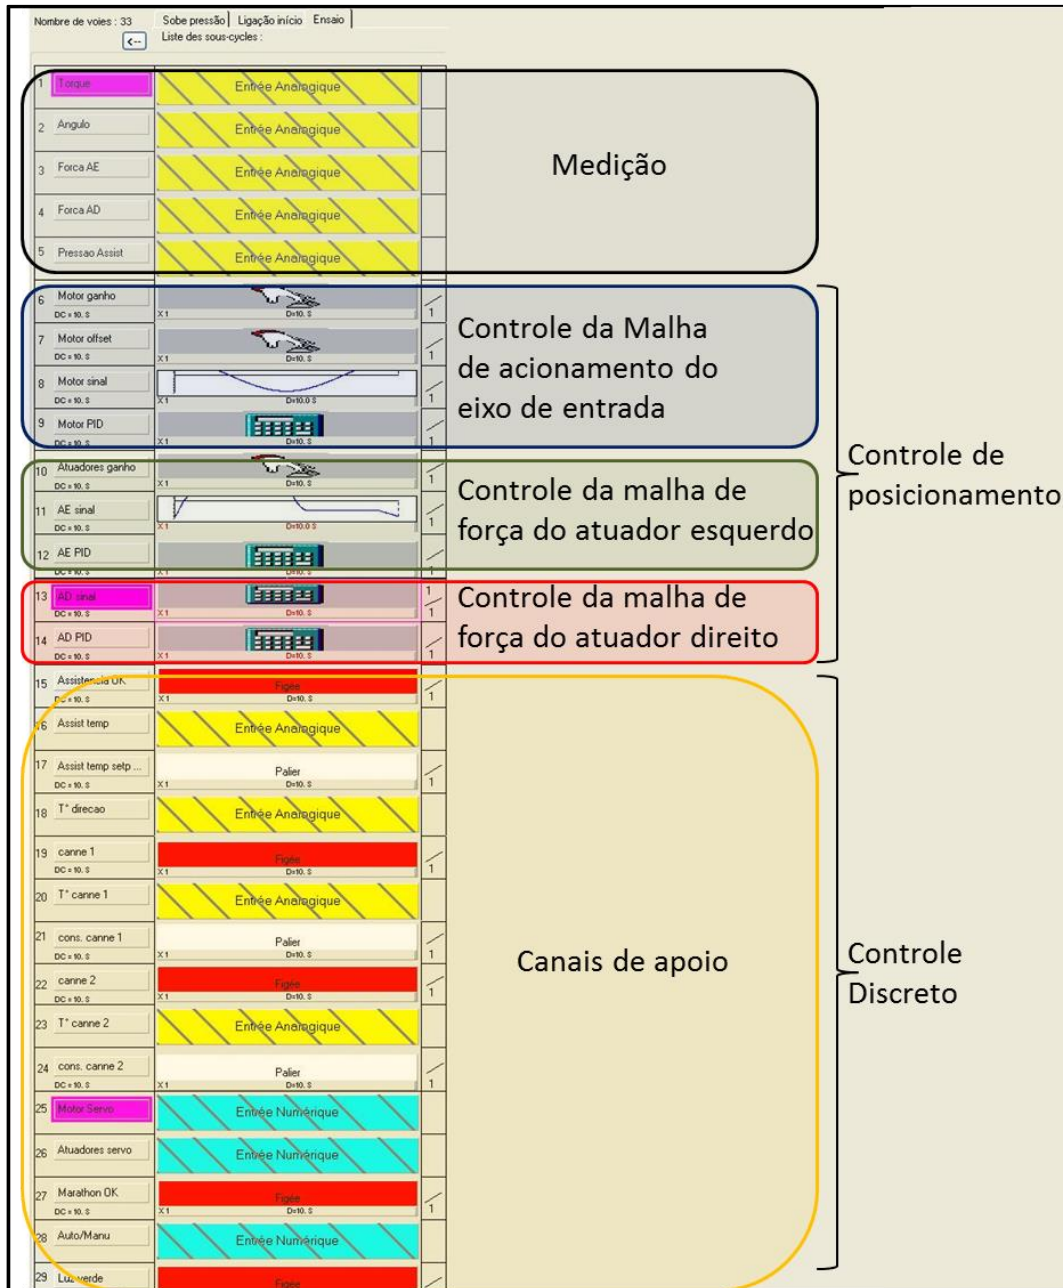 Nombre de voies : 33
Sobe pressão Ligação início Ensaio
<--
Liste des sous-cycles :
1 Torque Entrée Analogique
2 Angulo Entrée Analogique
3 Forca AE Entrée Analogique
4 Forca AD Entrée Analogique
5 Pressao Assist Entrée Analogique
Medição
6 Motor ganho
DC = 10. S X 1 D=10. S 1
7 Motor offset
DC = 10. S X 1 D=10. S 1
8 Motor sinal
DC = 10. S X 1 D=10.0 S 1
9 Motor PID
DC = 10. S X 1 D=10. S 1
Controle da Malha
de acionamento do
eixo de entrada
10 Atuadores ganho
DC = 10. S X 1 D=10. S 1
11 AE sinal
DC = 10. S X 1 D=10.0 S 1
12 AE PID
DC = 10. S X 1 D=10. S 1
Controle da malha de
força do atuador esquerdo
13 AD sinal 1
DC = 10. S X 1 D=10. S 1
14 AD PID
DC = 10. S X 1 D=10. S 1
Controle da malha de
força do atuador direito
Controle de
posicionamento
15 Assistencia OK Figée
DC = 10. S X 1 D=10. S 1
16 Assist temp Entrée Analogique
17 Assist temp setp ... Palier
DC = 10. S X 1 D=10. S 1
18 T° direcao Entrée Analogique
19 canne 1 Figée
DC = 10. S X 1 D=10. S 1
20 T° canne 1 Entrée Analogique
21 cons. canne 1 Palier
DC = 10. S X 1 D=10. S 1
22 canne 2 Figée
DC = 10. S X 1 D=10. S 1
23 T° canne 2 Entrée Analogique
24 cons. canne 2 Palier
DC = 10. S X 1 D=10. S 1
25 Motor Servo Entrée Numérique
26 Atuadores servo Entrée Numérique
27 Marathon OK Figée
DC = 10. S X 1 D=10. S 1
28 Auto/Manu Entrée Numérique
29 Luz verde Figée
Canais de apoio
Controle
Discreto